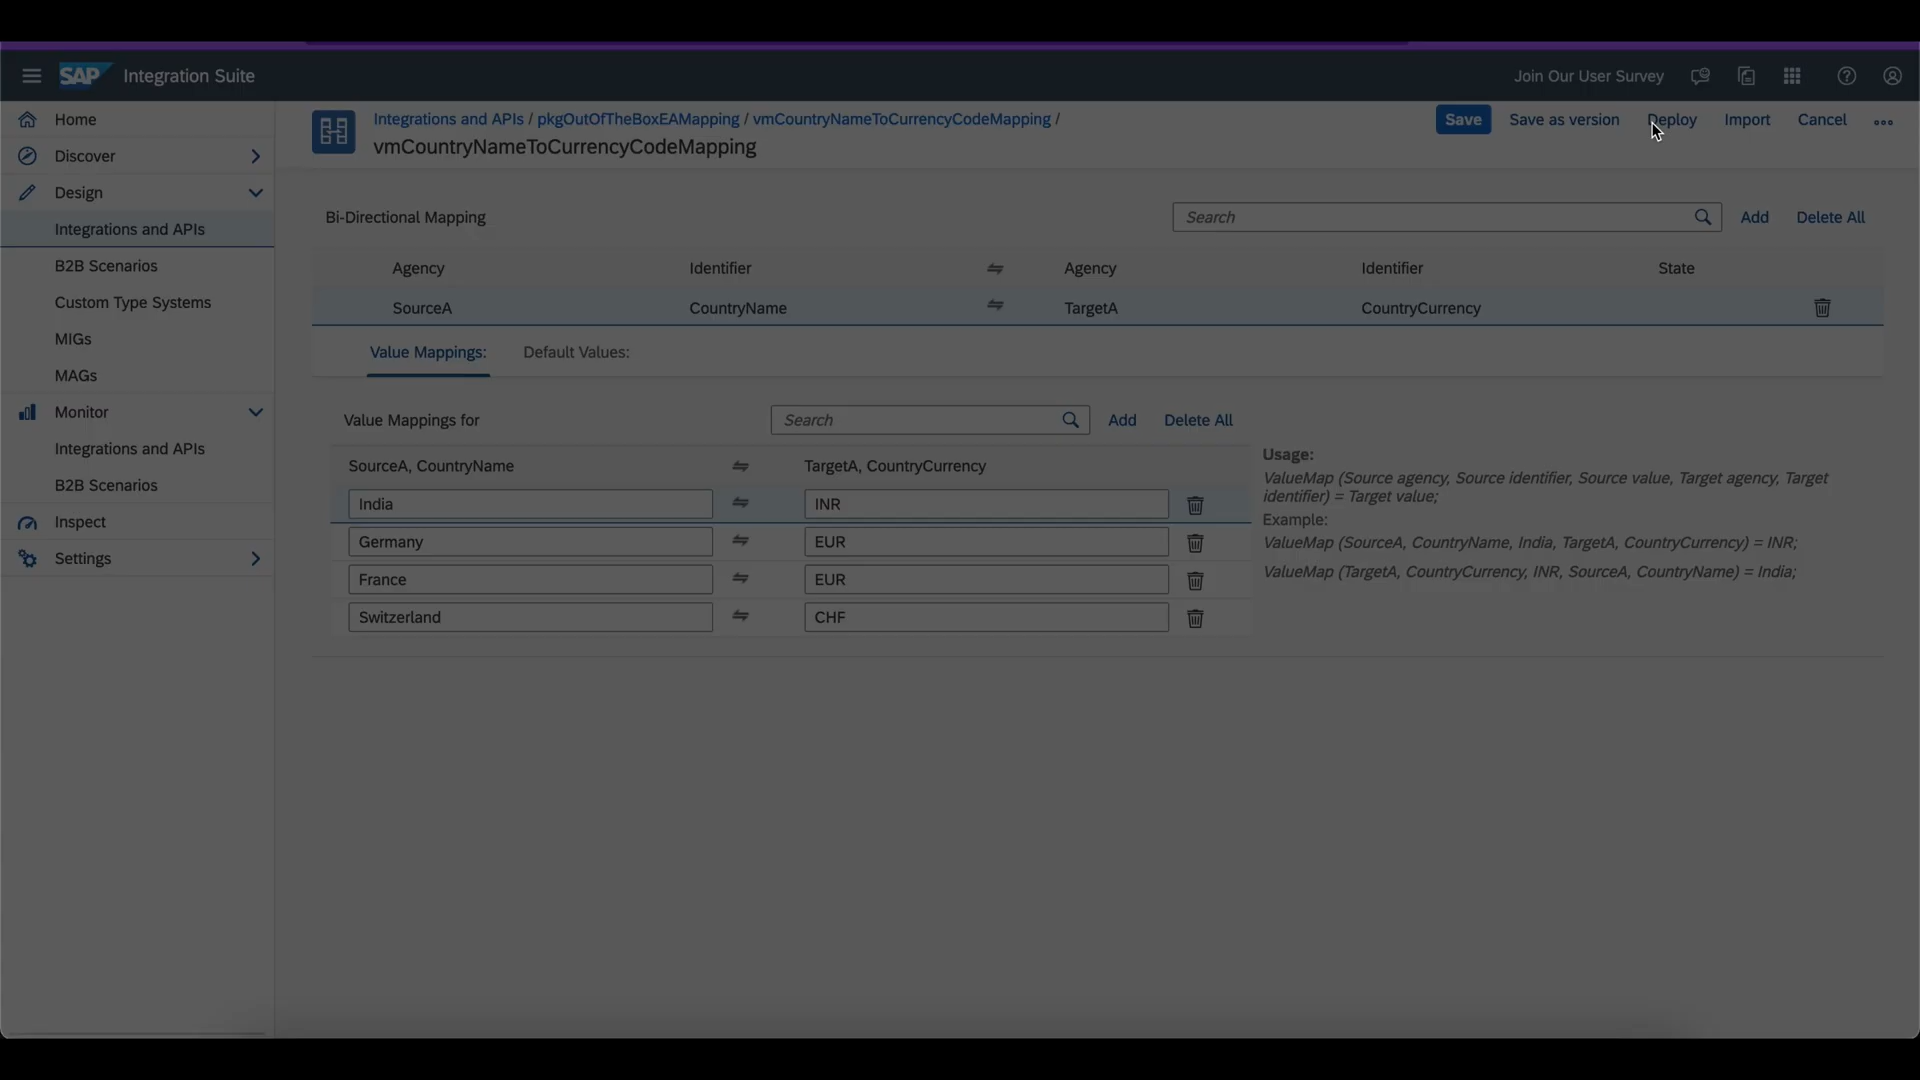 SAP Integration Suite
Join Our User Survey
Home
Discover
Design
Integrations and APIs
B2B Scenarios
Custom Type Systems
MIGs
MAGs
Monitor
Integrations and APIs
B2B Scenarios
Inspect
Settings
Integrations and APIs / pkgOutOfTheBoxEAMapping / vmCountryNameToCurrencyCodeMapping /
vmCountryNameToCurrencyCodeMapping
Save Save as version Deploy Import Cancel
Bi-Directional Mapping
Search
Add Delete All
Agency Identifier Agency Identifier State
SourceA CountryName TargetA CountryCurrency
Value Mappings: Default Values:
Value Mappings for
Search
Add Delete All
SourceA, CountryName TargetA, CountryCurrency
India INR
Germany EUR
France EUR
Switzerland CHF
Usage:
ValueMap (Source agency, Source identifier, Source value, Target agency, Target
identifier) = Target value;
Example:
ValueMap (SourceA, CountryName, India, TargetA, CountryCurrency) = INR;
ValueMap (TargetA, CountryCurrency, INR, SourceA, CountryName) = India;